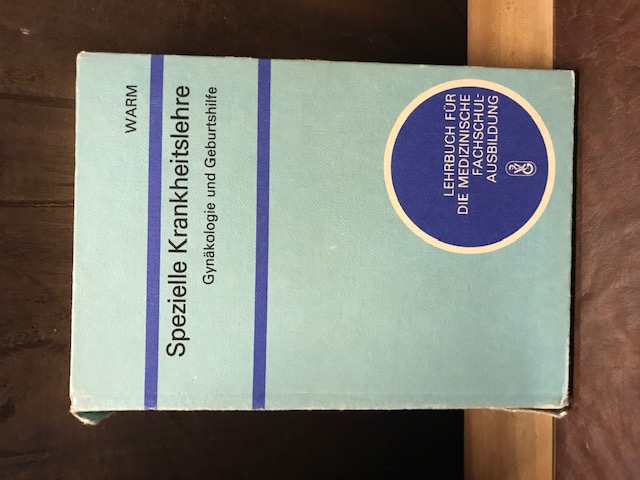 WARM
Spezielle Krankheitslehre
Gynäkologie und Geburtshilfe
LEHRBUCH FÜR
DIE MEDIZINISCHE
FACHSCHUL-
AUSBILDUNG